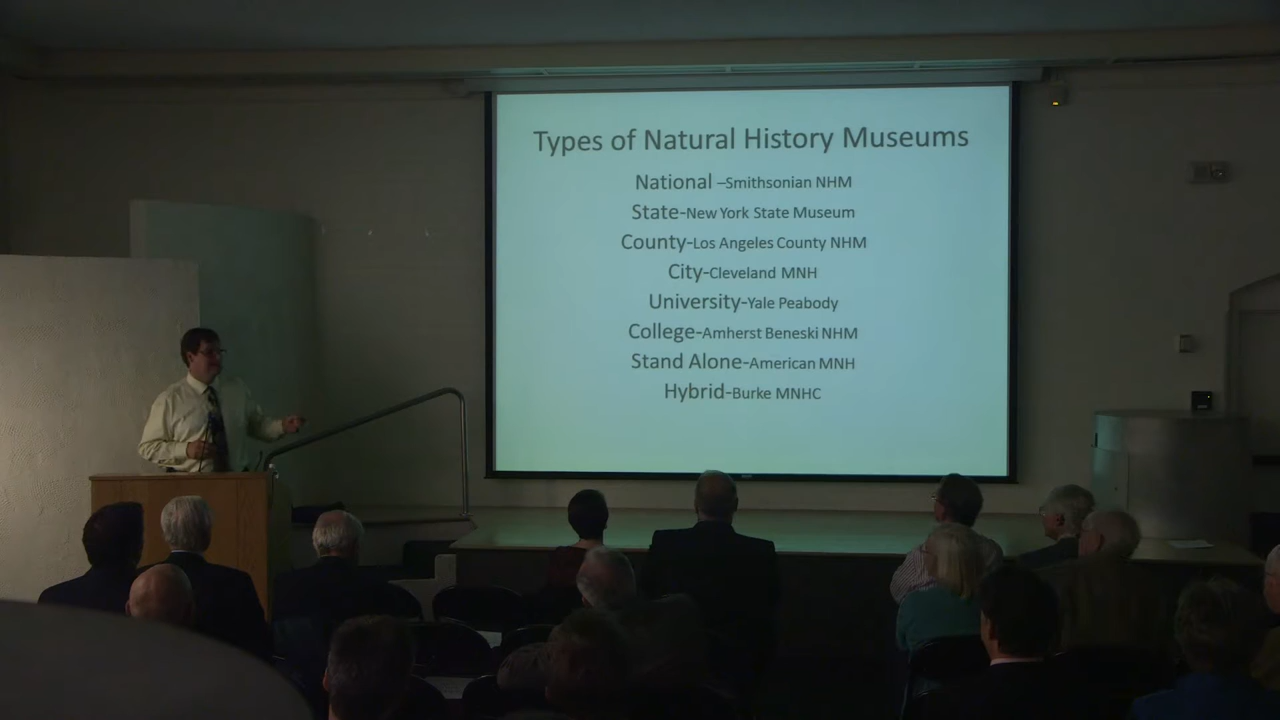 Types of Natural History Museums
National –Smithsonian NHM
State-New York State Museum
County-Los Angeles County NHM
City-Cleveland MNH
University-Yale Peabody
College-Amherst Beneski NHM
Stand Alone-American MNH
Hybrid-Burke MNHC